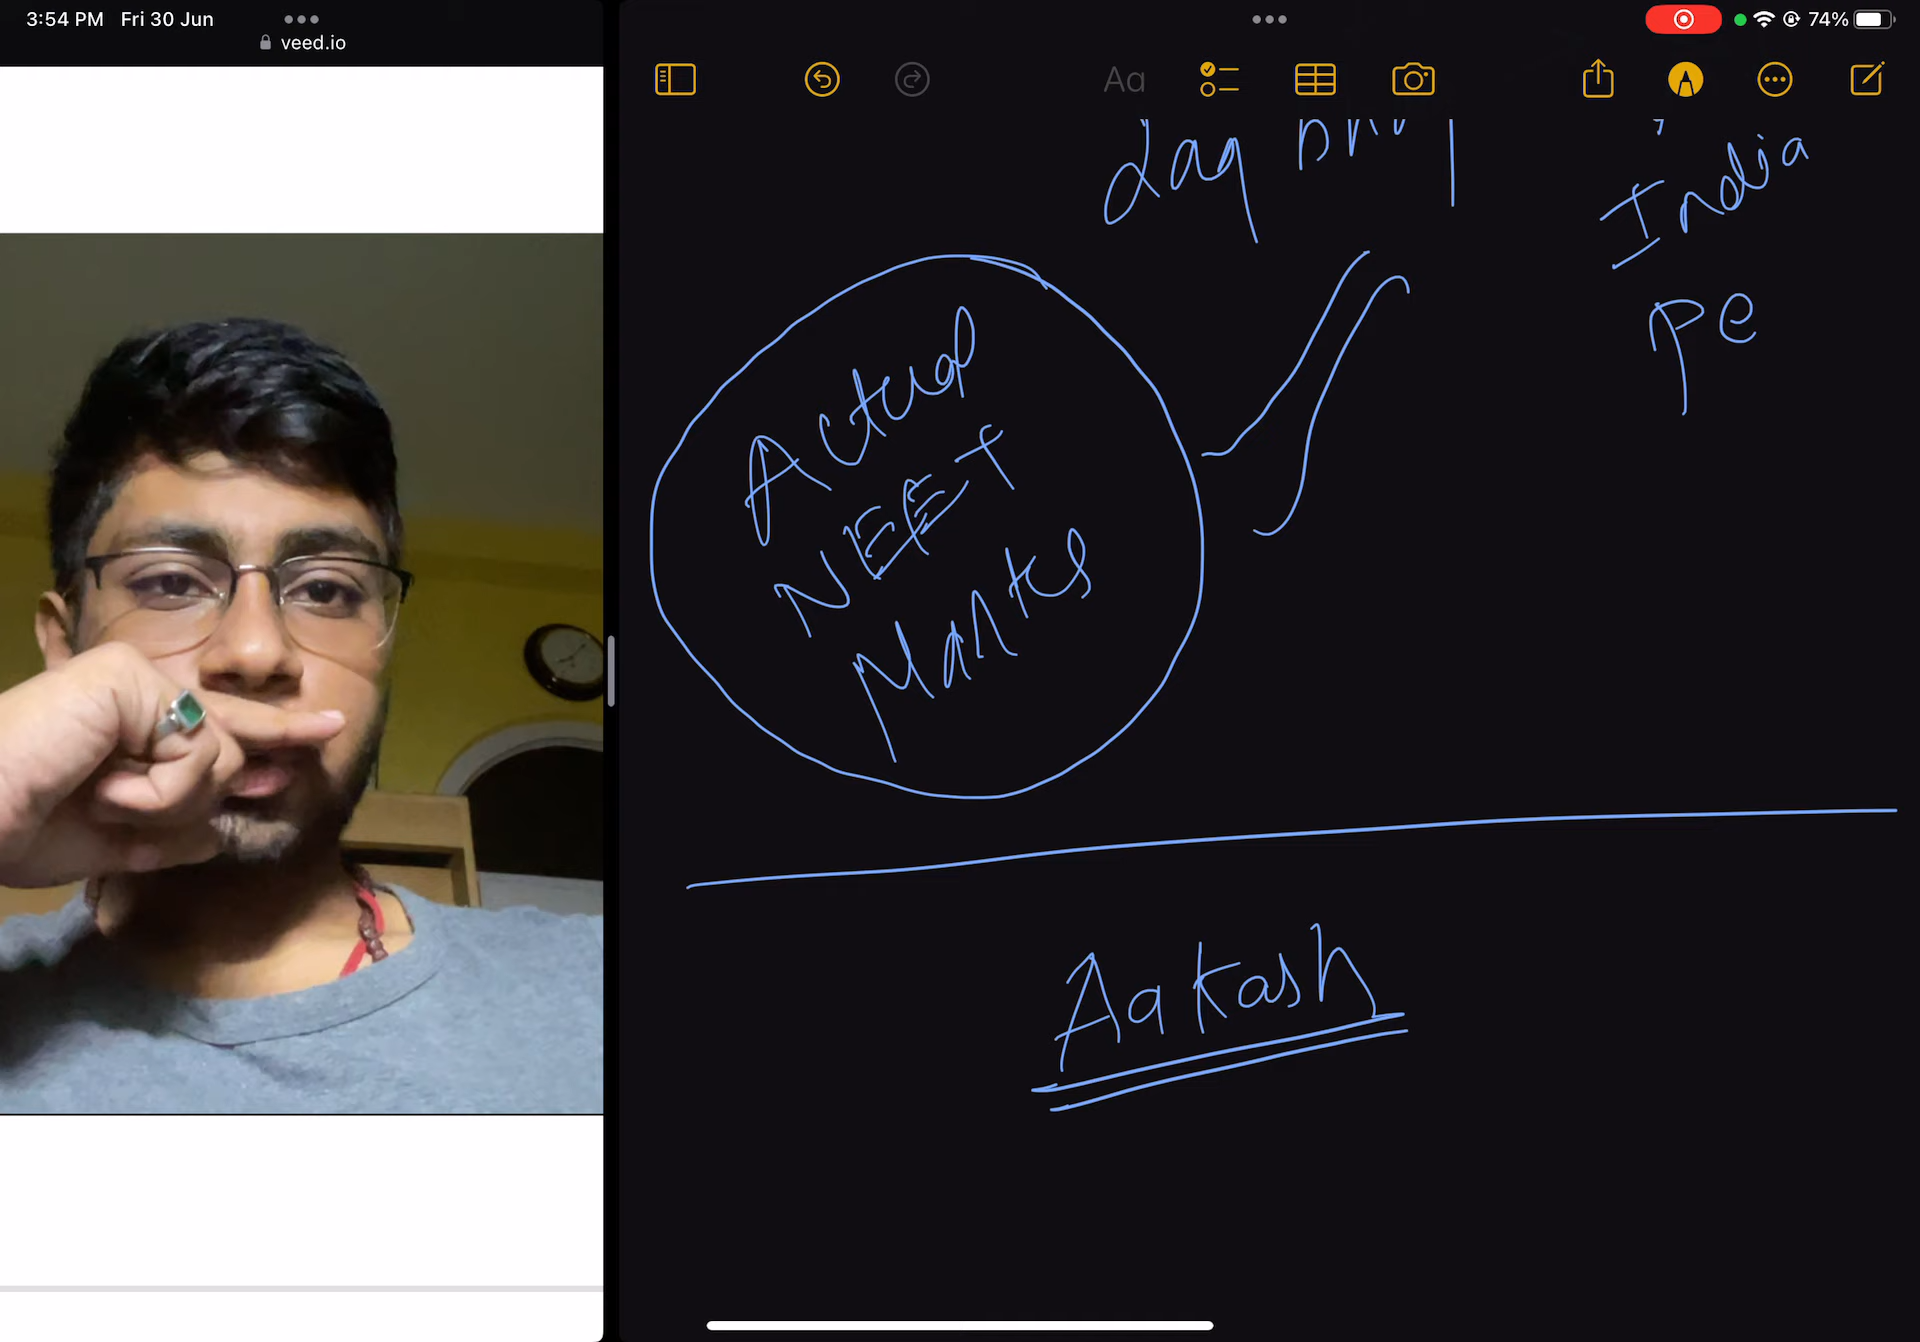 3:54 PM Fri 30 Jun
veed.io
74%
Aa
India
pe
Actual
NEET
Marks
Aakash